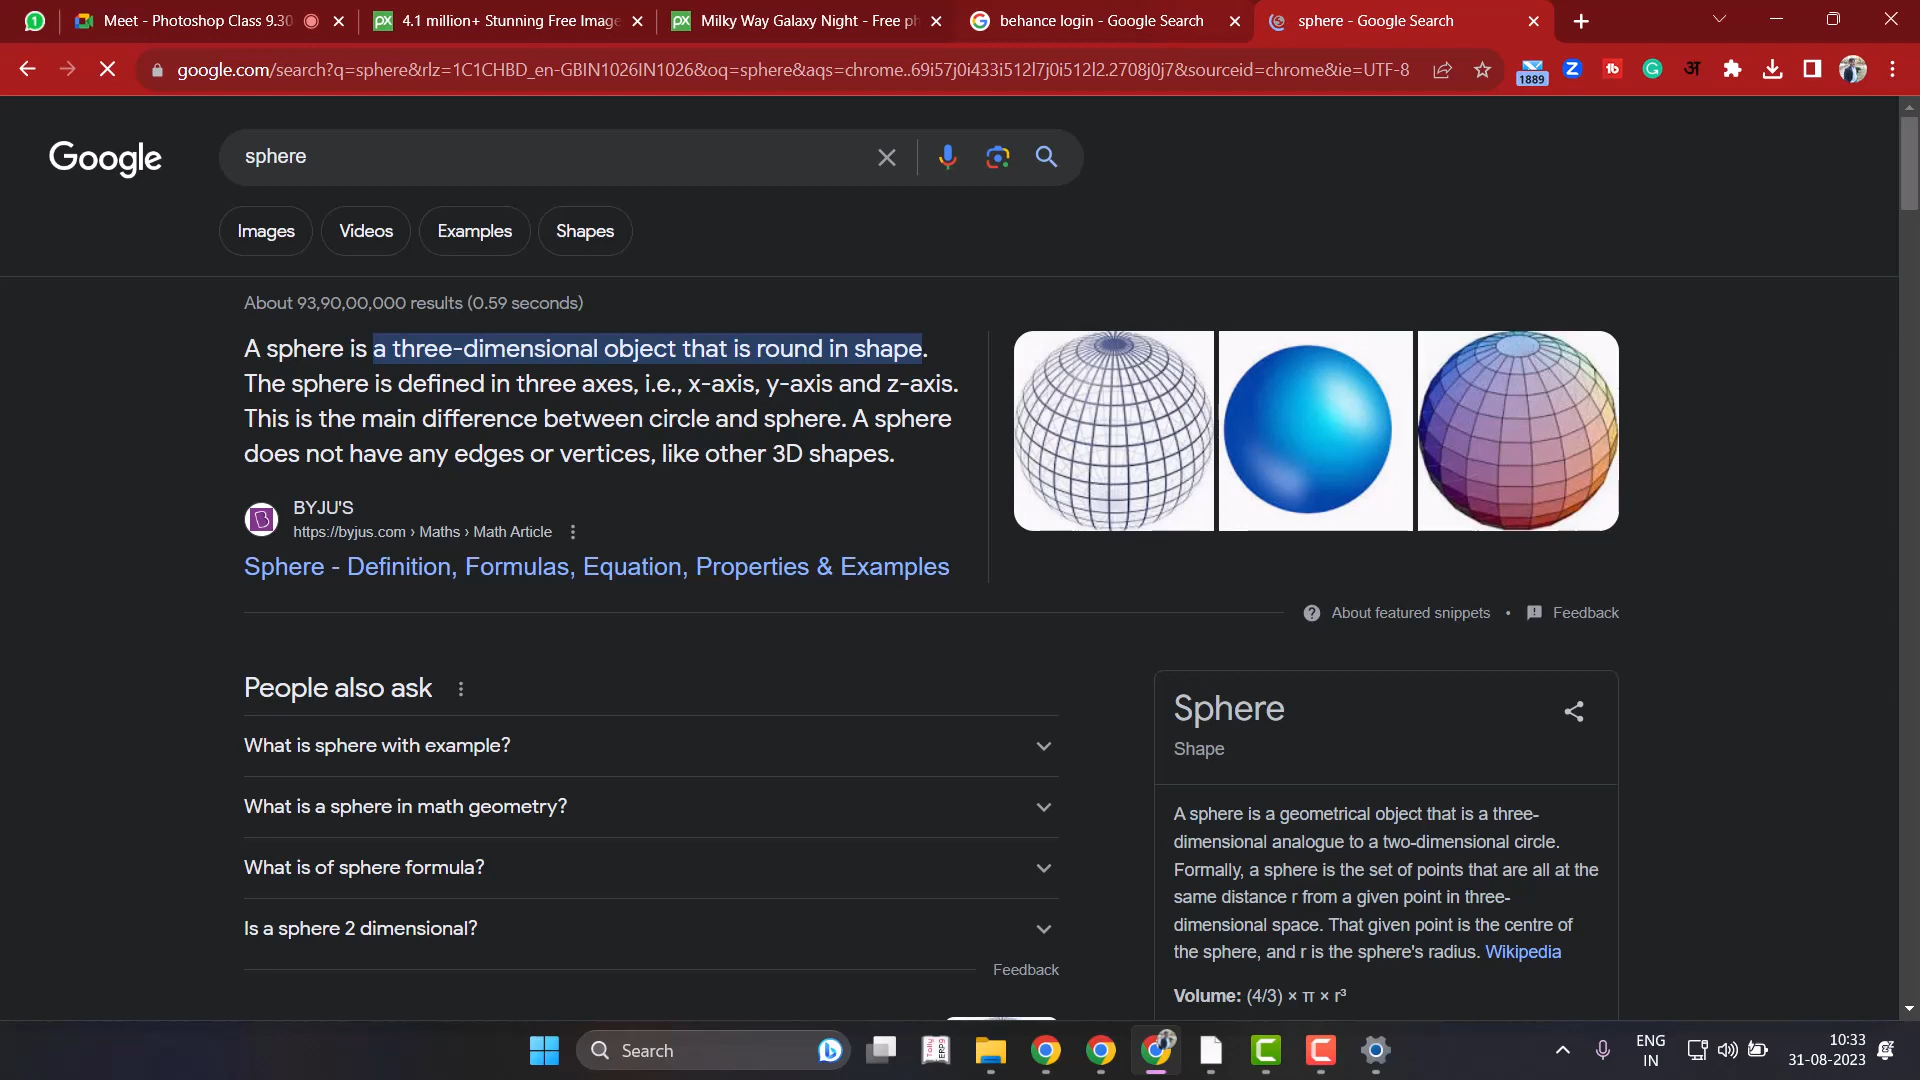 Meet - Photoshop Class 9.30
4.1 million+ Stunning Free Image
Milky Way Galaxy Night - Free ph
behance login - Google Search
sphere - Google Search
google.com/search?q=sphere&rlz=1C1CHBD_en-GBIN1026IN1026&oq=sphere&aqs=chrome..69i57j0i433i512l7j0i512l2.2708j0j7&sourceid=chrome&ie=UTF-8
1889
Google
sphere
Images
Videos
Examples
Shapes
About 93,90,00,000 results (0.59 seconds)
A sphere is a three-dimensional object that is round in shape.
The sphere is defined in three axes, i.e., x-axis, y-axis and z-axis.
This is the main difference between circle and sphere. A sphere
does not have any edges or vertices, like other 3D shapes.
BYJU'S
https://byjus.com › Maths › Math Article
Sphere - Definition, Formulas, Equation, Properties & Examples
About featured snippets • Feedback
People also ask
What is sphere with example?
What is a sphere in math geometry?
What is of sphere formula?
Is a sphere 2 dimensional?
Feedback
Sphere
Shape
A sphere is a geometrical object that is a three-
dimensional analogue to a two-dimensional circle.
Formally, a sphere is the set of points that are all at the
same distance r from a given point in three-
dimensional space. That given point is the centre of
the sphere, and r is the sphere's radius. Wikipedia
Volume: (4/3) × π × r³
Search
ENG
IN
10:33
31-08-2023